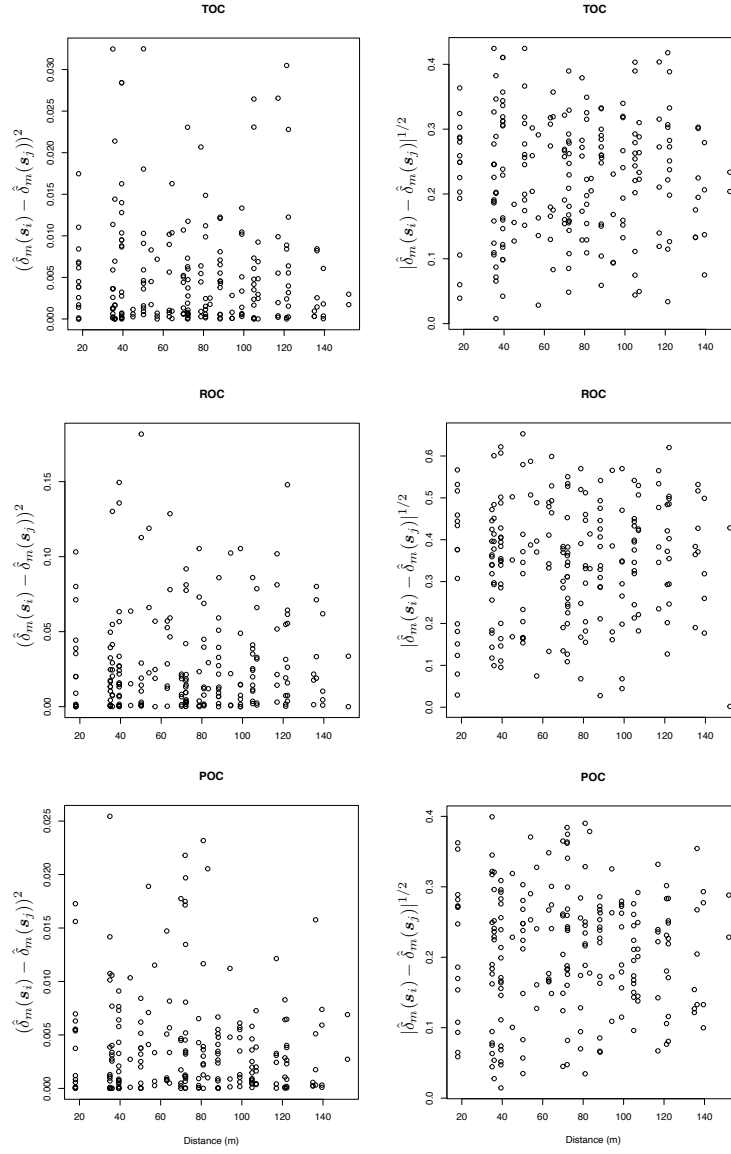 TOC
(δ̂m(si) − δ̂m(sj))²
0.000 0.005 0.010 0.015 0.020 0.025 0.030
20 40 60 80 100 120 140
TOC
|δ̂m(si) − δ̂m(sj)|1/2
0.0 0.1 0.2 0.3 0.4
20 40 60 80 100 120 140
ROC
(δ̂m(si) − δ̂m(sj))²
0.00 0.05 0.10 0.15
20 40 60 80 100 120 140
ROC
|δ̂m(si) − δ̂m(sj)|1/2
0.0 0.1 0.2 0.3 0.4 0.5 0.6
20 40 60 80 100 120 140
POC
(δ̂m(si) − δ̂m(sj))²
0.000 0.005 0.010 0.015 0.020 0.025
20 40 60 80 100 120 140
Distance (m)
POC
|δ̂m(si) − δ̂m(sj)|1/2
0.0 0.1 0.2 0.3 0.4
20 40 60 80 100 120 140
Distance (m)